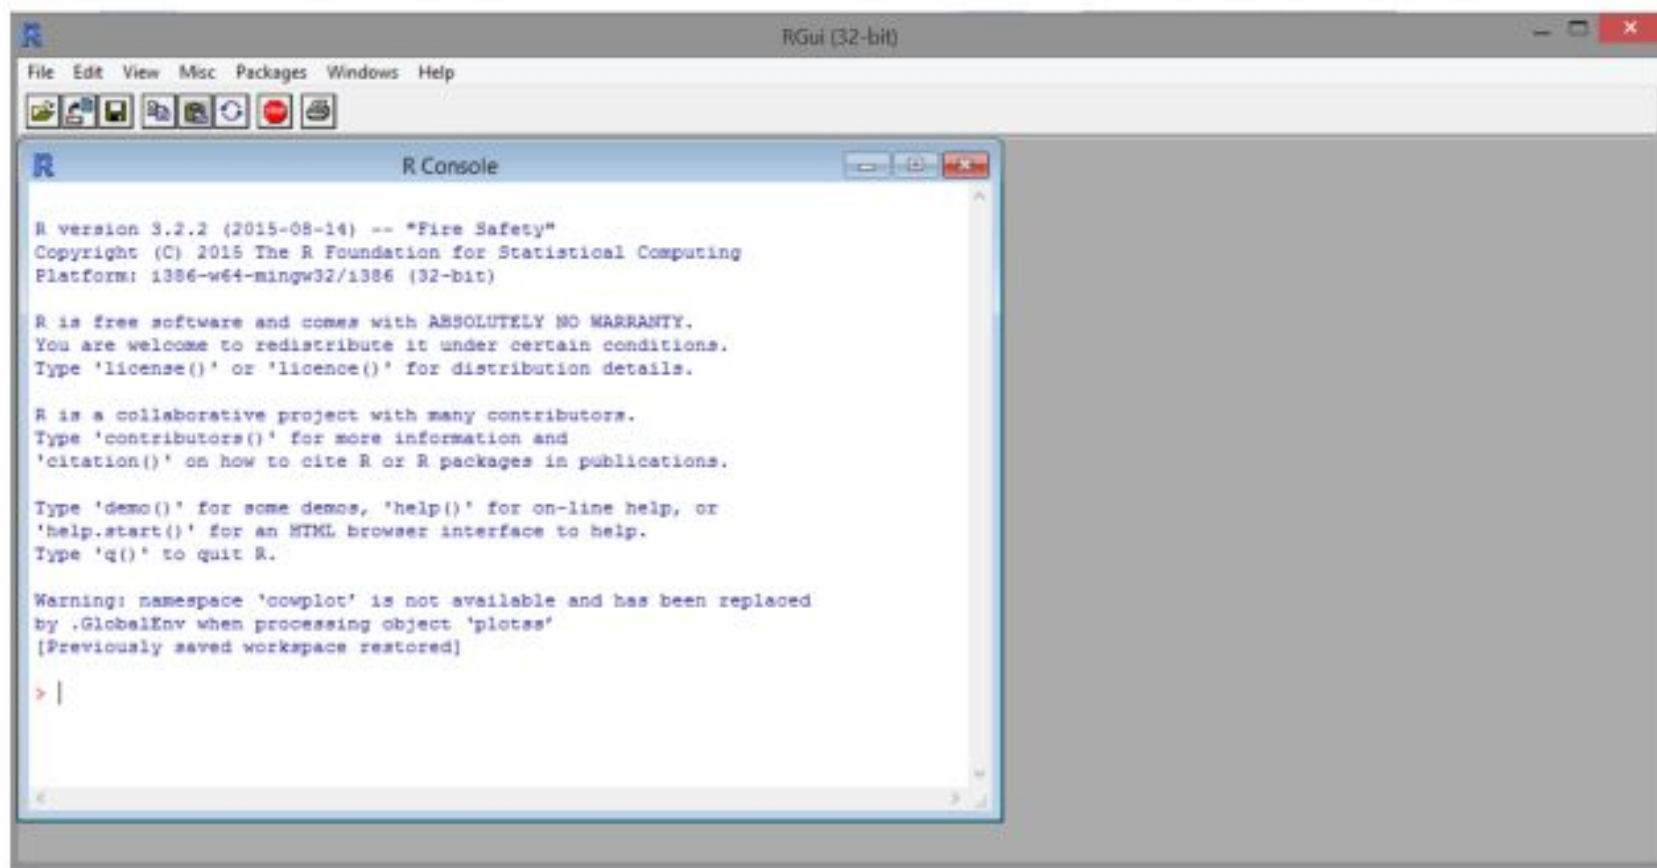 RGui (32-bit)
File Edit View Misc Packages Windows Help
STOP
R Console
R version 3.2.2 (2015-08-14) -- "Fire Safety"
Copyright (C) 2015 The R Foundation for Statistical Computing
Platform: i386-w64-mingw32/i386 (32-bit)
R is free software and comes with ABSOLUTELY NO WARRANTY.
You are welcome to redistribute it under certain conditions.
Type 'license()' or 'licence()' for distribution details.
R is a collaborative project with many contributors.
Type 'contributors()' for more information and
'citation()' on how to cite R or R packages in publications.
Type 'demo()' for some demos, 'help()' for on-line help, or
'help.start()' for an HTML browser interface to help.
Type 'q()' to quit R.
Warning: namespace 'cowplot' is not available and has been replaced
by .GlobalEnv when processing object 'plotss'
[Previously saved workspace restored]
>